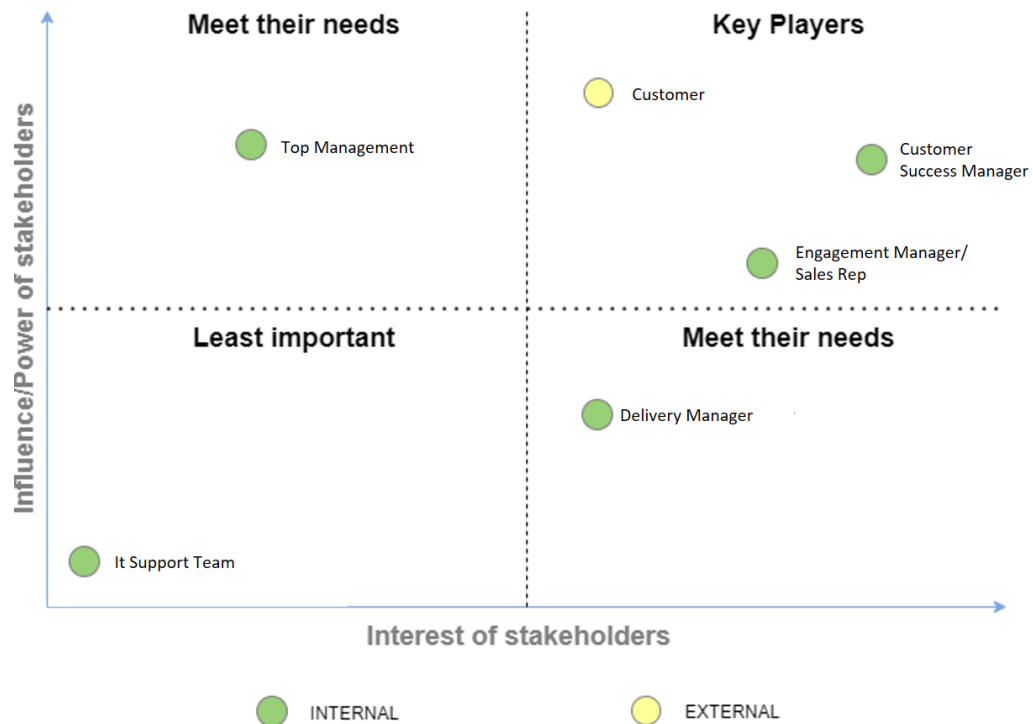 Meet their needs
Key Players
Customer
Top Management
Customer
Success Manager
Engagement Manager/
Sales Rep
Influence/Power of stakeholders
Least important
Meet their needs
Delivery Manager
It Support Team
Interest of stakeholders
INTERNAL
EXTERNAL